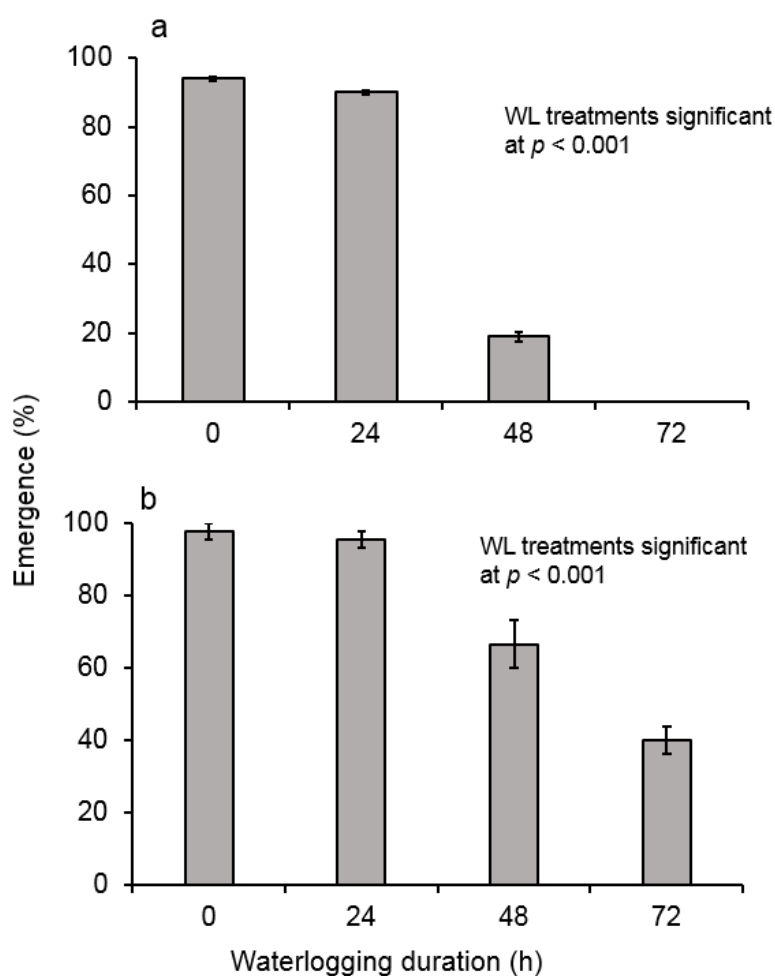 a
100
80
60
40
20
0
WL treatments significant
at p < 0.001
0 24 48 72
Emergence (%)
b
100
80
60
40
20
0
WL treatments significant
at p < 0.001
0 24 48 72
Waterlogging duration (h)